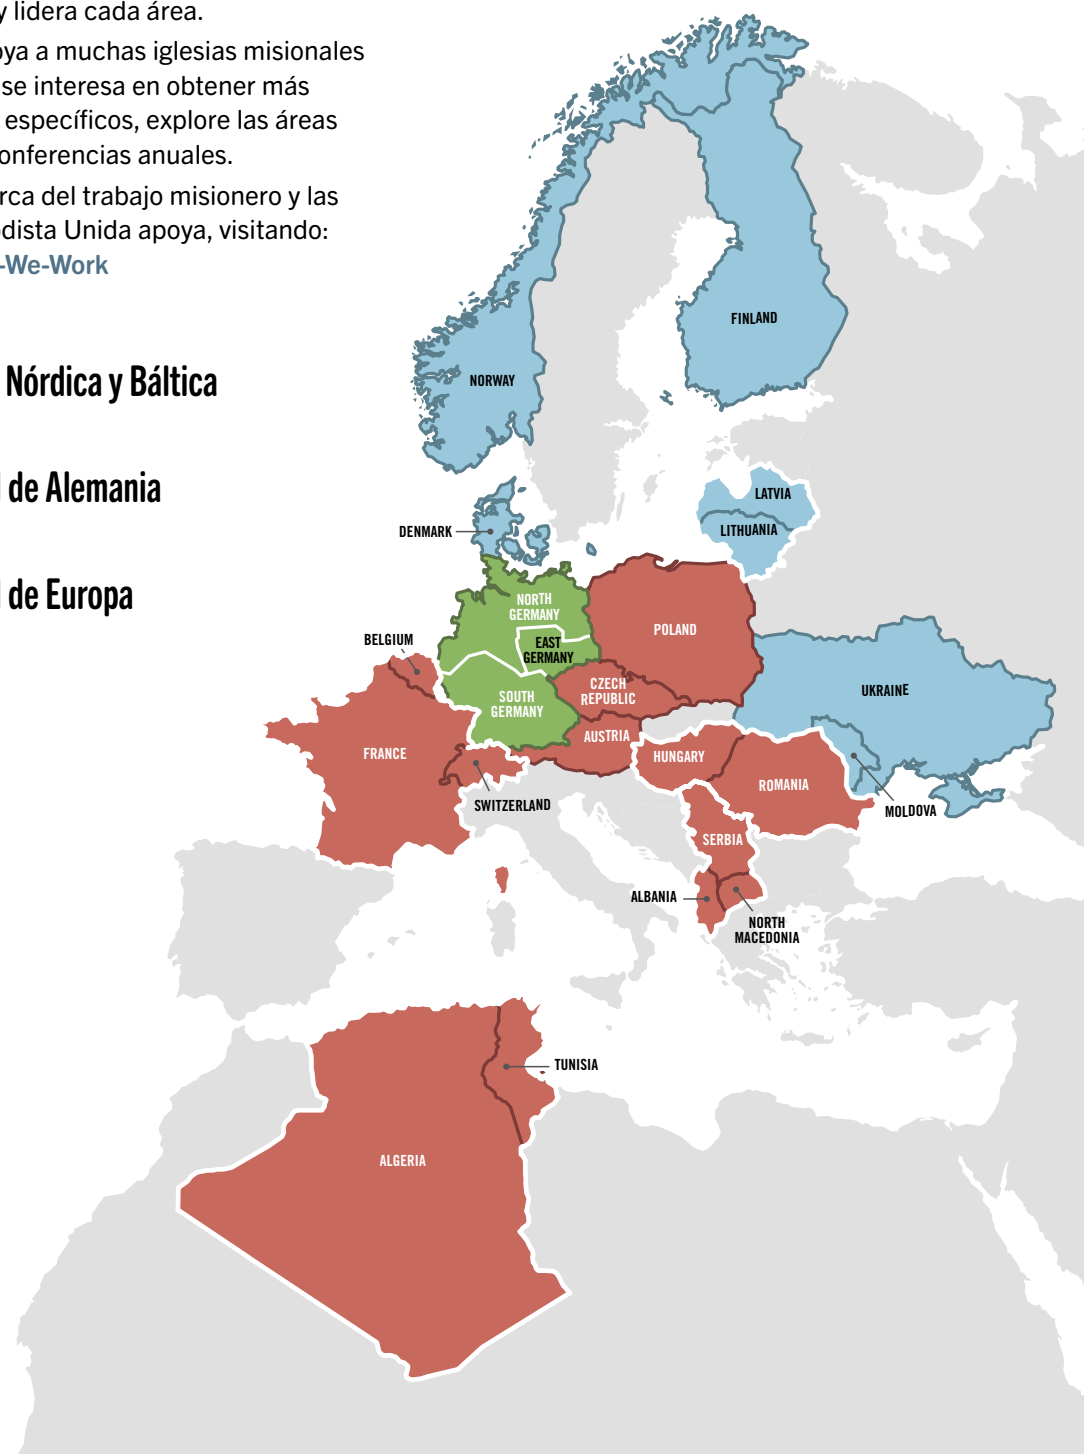 y lidera cada área.
oya a muchas iglesias misionales
se interesa en obtener más
específicos, explore las áreas
onferencias anuales.
rca del trabajo misionero y las
odista Unida apoya, visitando:
-We-Work
Nórdica y Báltica
l de Alemania
l de Europa
FINLAND
NORWAY
LATVIA
LITHUANIA
DENMARK
NORTH
GERMANY
EAST
GERMANY
POLAND
BELGIUM
CZECH
REPUBLIC
SOUTH
GERMANY
UKRAINE
AUSTRIA
FRANCE
HUNGARY
ROMANIA
SWITZERLAND
MOLDOVA
SERBIA
ALBANIA
NORTH
MACEDONIA
TUNISIA
ALGERIA